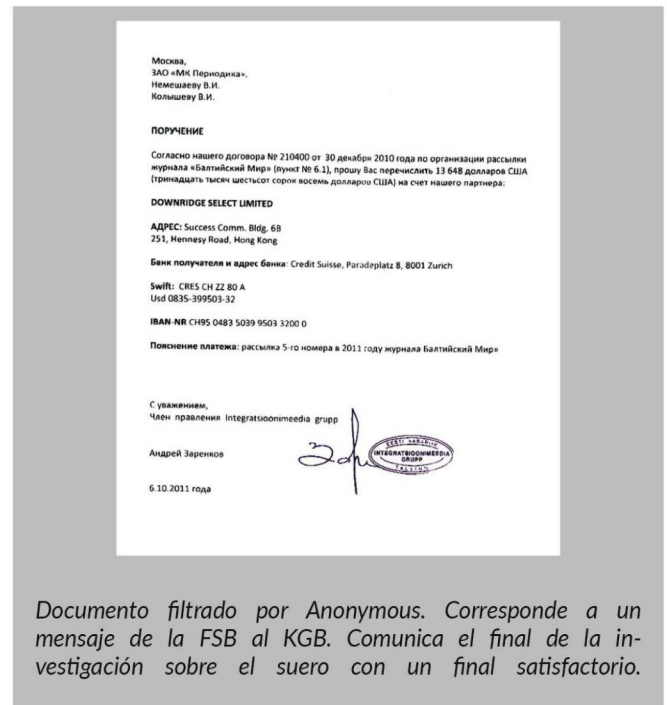 Москва,
ЗАО «МК Периодика»,
Немешаеву В.И.
Колышеву В.И.
ПОРУЧЕНИЕ
Согласно нашего договора № 210400 от 30 декабря 2010 года по организации рассылки
журнала «Балтийский Мир» (пункт № 6.1), прошу Вас перечислить 13 648 долларов США
(тринадцать тысяч шестьсот сорок восемь долларов США) на счет нашего партнера:
DOWNRIDGE SELECT LIMITED
АДРЕС: Success Comm. Bldg. 6B
251, Hennesy Road, Hong Kong
Банк получателя и адрес банка: Credit Suisse, Paradeplatz 8, 8001 Zurich
Swift: CRES CH ZZ 80 A
Usd 0835-399503-32
IBAN-NR CH95 0483 5039 9503 3200 0
Пояснение платежа: рассылка 5-го номера в 2011 году журнала Балтийский Мир»
С уважением,
Член правления Integratsioonimeedia grupp
Андрей Заренков
EESTI VABARIIK
INTEGRATSIOONIMEEDIA
GRUPP
TALLINN
6.10.2011 года
Documento filtrado por Anonymous. Corresponde a un
mensaje de la FSB al KGB. Comunica el final de la in-
vestigación sobre el suero con un final satisfactorio.